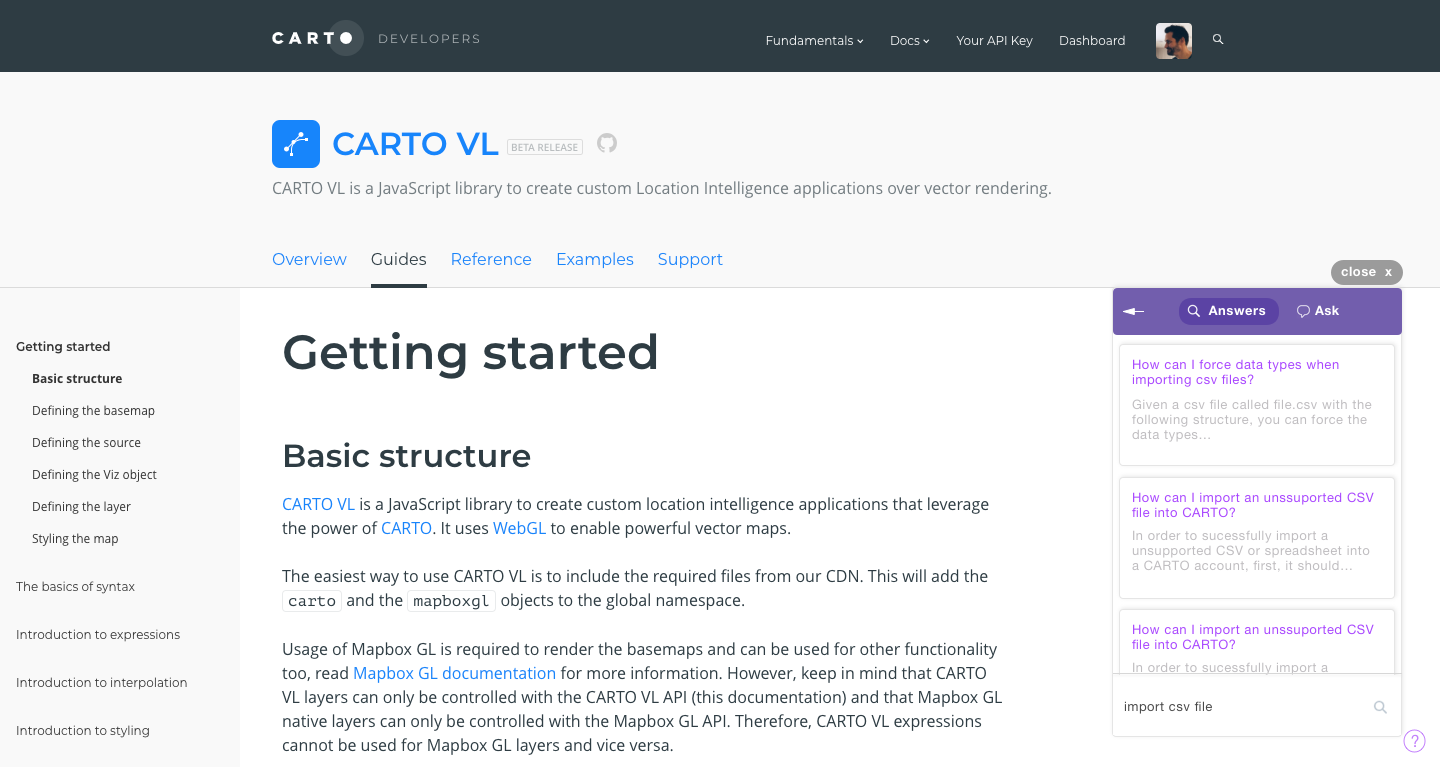 CARTO DEVELOPERS
Fundamentals Docs Your API Key Dashboard
CARTO VL BETA RELEASE
CARTO VL is a JavaScript library to create custom Location Intelligence applications over vector rendering.
Overview Guides Reference Examples Support
Getting started
Basic structure
Defining the basemap
Defining the source
Defining the Viz object
Defining the layer
Styling the map
The basics of syntax
Introduction to expressions
Introduction to interpolation
Introduction to styling
Getting started
Basic structure
CARTO VL is a JavaScript library to create custom location intelligence applications that leverage
the power of CARTO. It uses WebGL to enable powerful vector maps.
The easiest way to use CARTO VL is to include the required files from our CDN. This will add the
carto and the mapboxgl objects to the global namespace.
Usage of Mapbox GL is required to render the basemaps and can be used for other functionality
too, read Mapbox GL documentation for more information. However, keep in mind that CARTO
VL layers can only be controlled with the CARTO VL API (this documentation) and that Mapbox GL
native layers can only be controlled with the Mapbox GL API. Therefore, CARTO VL expressions
cannot be used for Mapbox GL layers and vice versa.
close x
Answers Ask
How can I force data types when
importing csv files?
Given a csv file called file.csv with the
following structure, you can force the
data types...
How can I import an unssuported CSV
file into CARTO?
In order to sucessfully import a
unsupported CSV or spreadsheet into
a CARTO account, first, it should...
How can I import an unssuported CSV
file into CARTO?
In order to sucessfully import a
import csv file
?